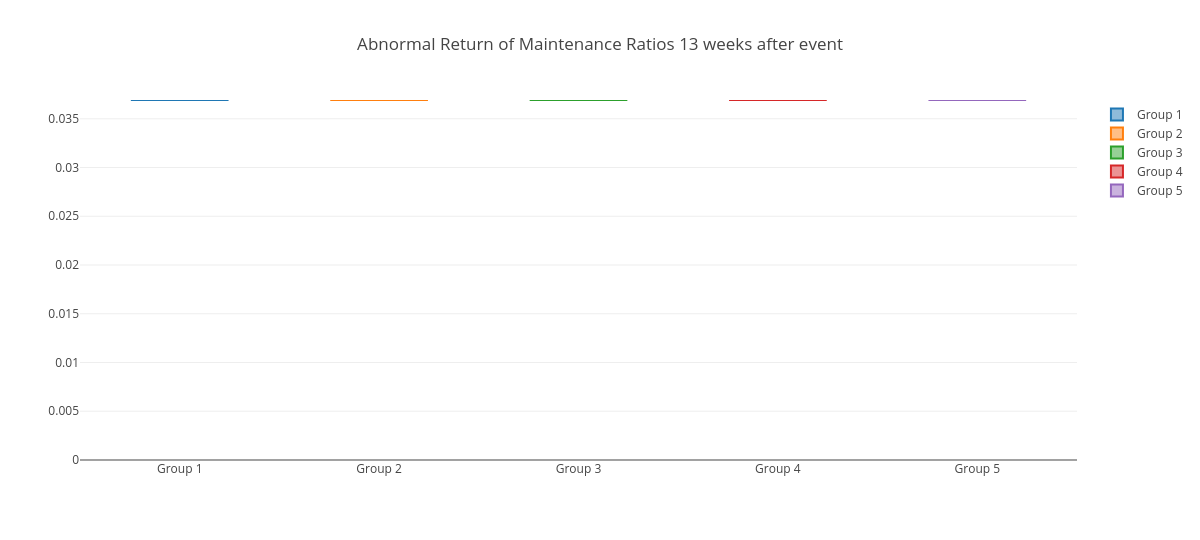 Abnormal Return of Maintenance Ratios 13 weeks after event
0.035
0.03
0.025
0.02
0.015
0.01
0.005
0
Group 1
Group 2
Group 3
Group 4
Group 5
Group 1
Group 2
Group 3
Group 4
Group 5